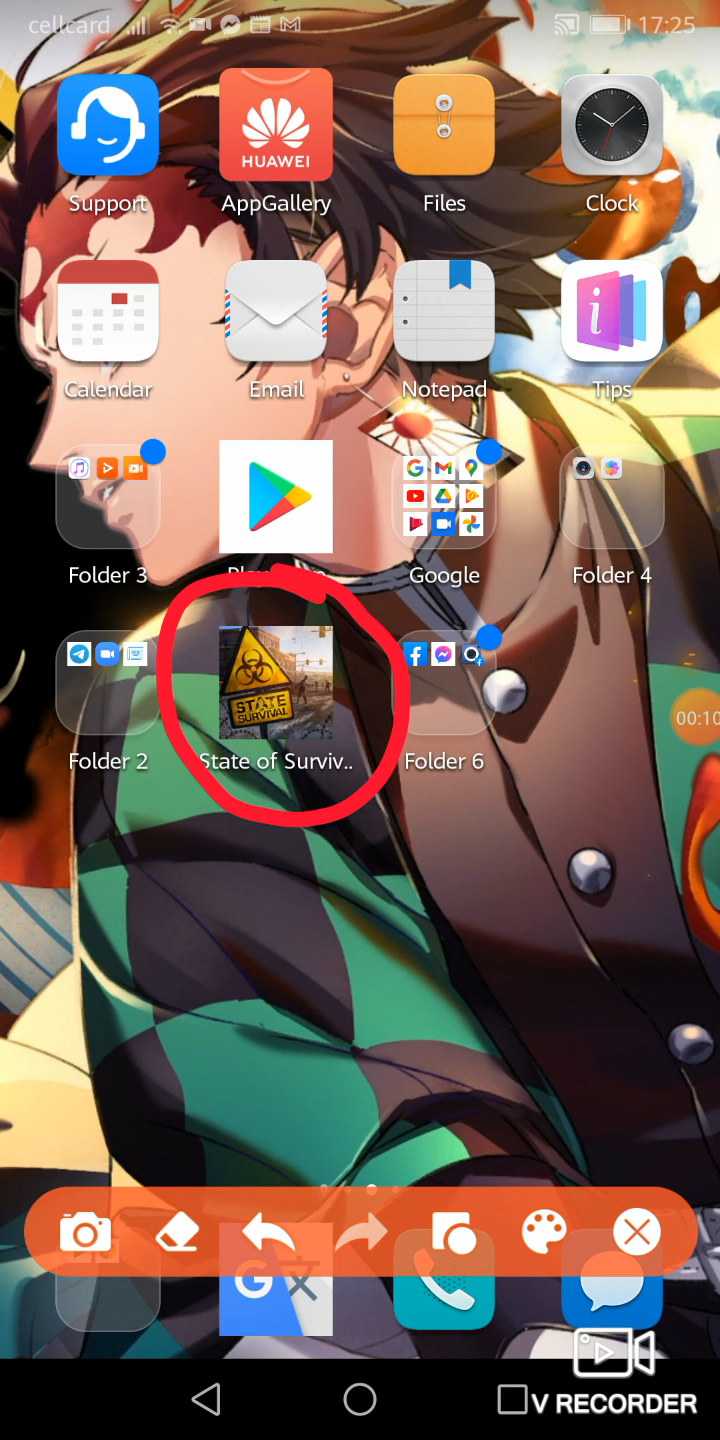 cellcard 17:25
HUAWEI
Support AppGallery Files Clock
Calendar Email Notepad Tips
Folder 3 Google Folder 4
STATE
SURVIVAL
00:10
Folder 2 State of Surviv.. Folder 6
G 文
V RECORDER